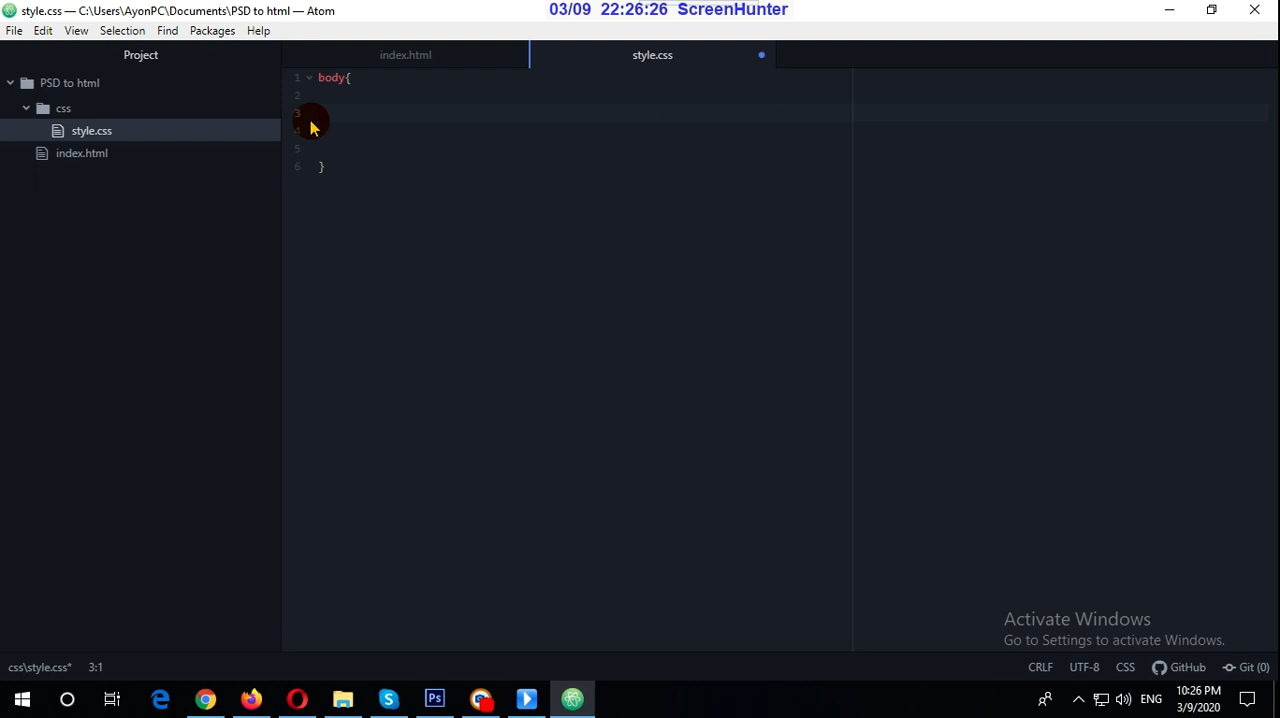 style.css — C:\Users\AyonPC\Documents\PSD to html — Atom
03/09 22:26:26 ScreenHunter
File Edit View Selection Find Packages Help
Project
index.html
style.css
PSD to html
css
style.css
index.html
1 body{
2
3
4
5
6 }
Activate Windows
Go to Settings to activate Windows.
css\style.css* 3:1
CRLF UTF-8 CSS GitHub Git (0)
Ps
ENG
10:26 PM
3/9/2020